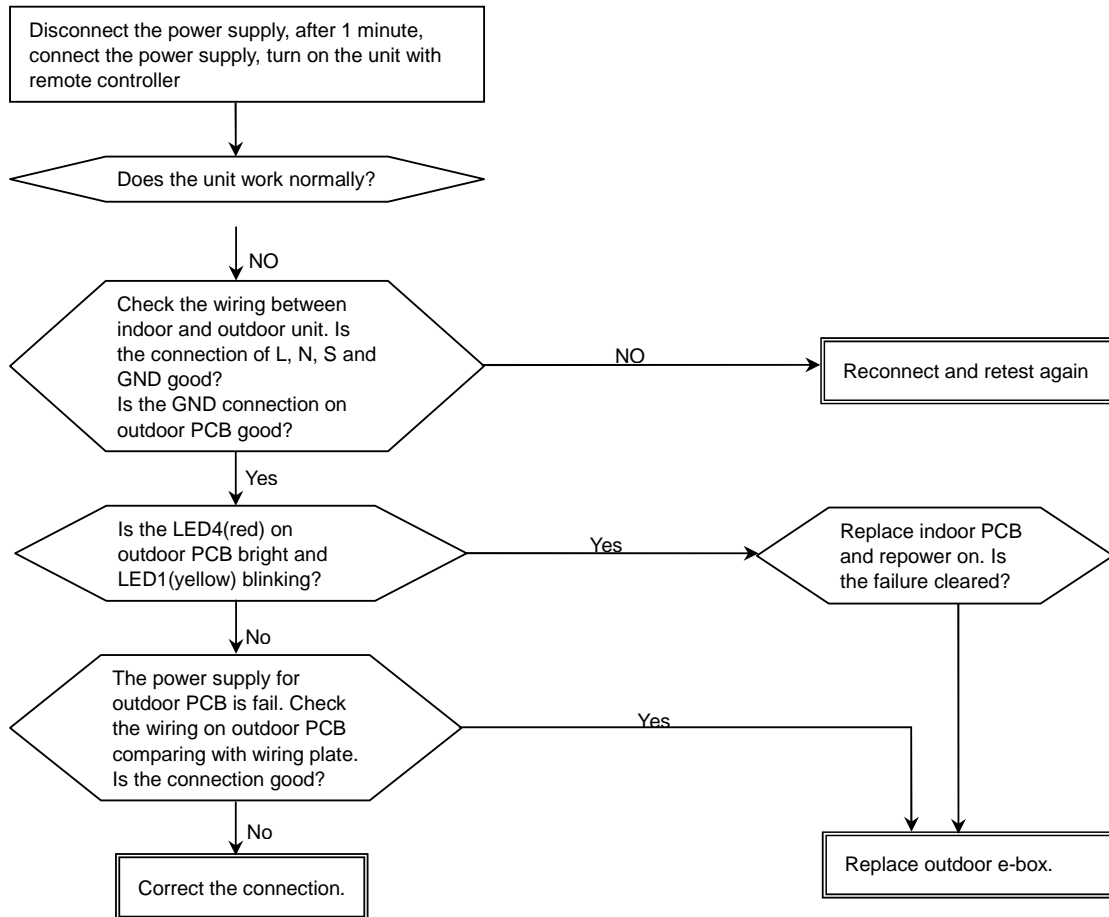 Disconnect the power supply, after 1 minute,
connect the power supply, turn on the unit with
remote controller
Does the unit work normally?
NO
Check the wiring between
indoor and outdoor unit. Is
the connection of L, N, S and
GND good?
Is the GND connection on
outdoor PCB good?
NO
Reconnect and retest again
Yes
Is the LED4(red) on
outdoor PCB bright and
LED1(yellow) blinking?
Yes
Replace indoor PCB
and repower on. Is
the failure cleared?
No
The power supply for
outdoor PCB is fail. Check
the wiring on outdoor PCB
comparing with wiring plate.
Is the connection good?
Yes
No
Correct the connection.
Replace outdoor e-box.